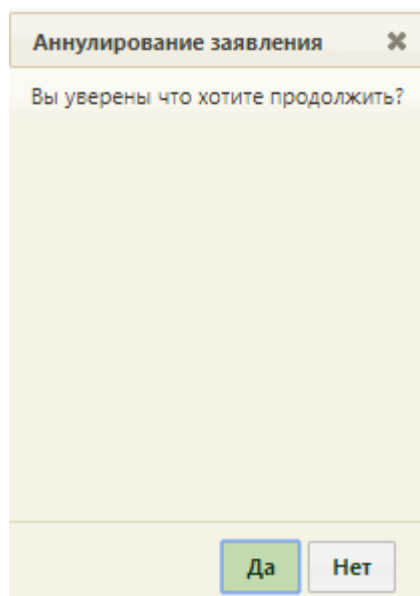 Аннулирование заявления
Вы уверены что хотите продолжить?
Да Нет